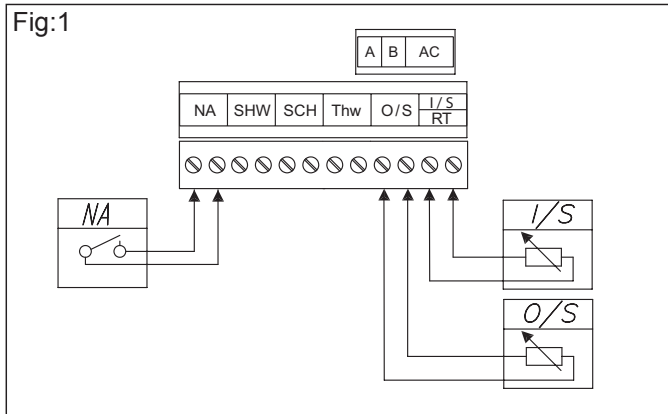 Fig:1
A B AC
NA SHW SCH Thw O/S I/S
RT
NA
I/S
O/S